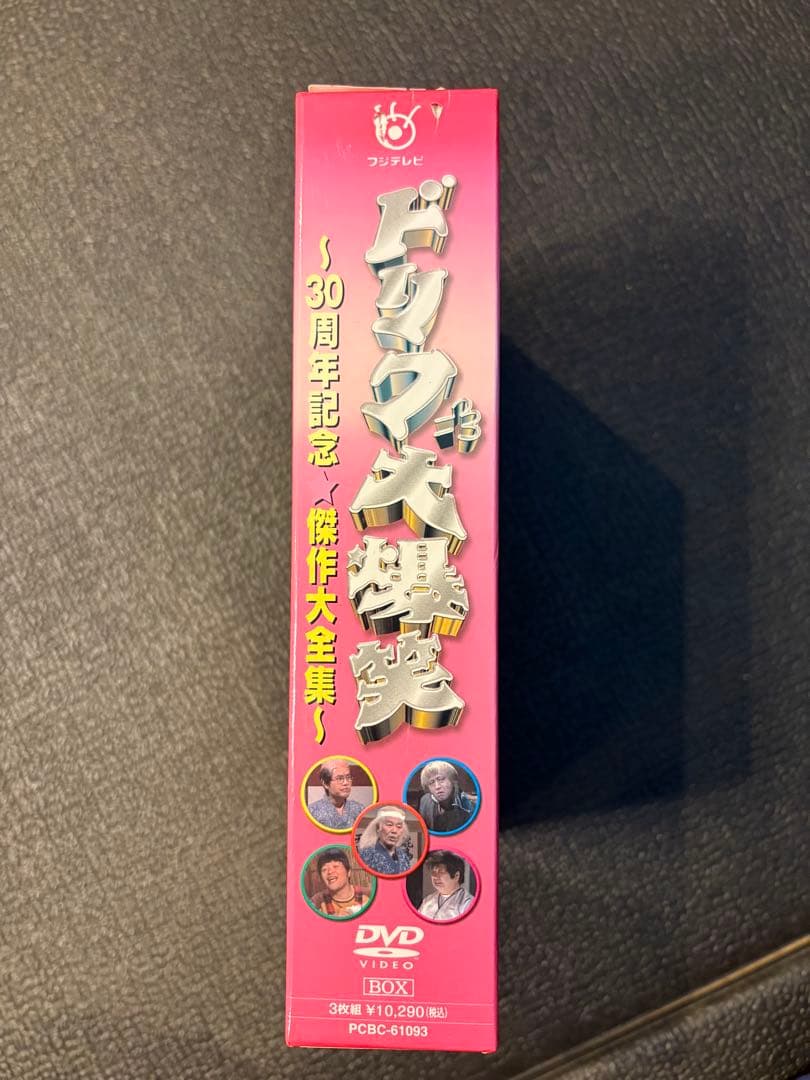 フジテレビ
ドリフ大爆笑
〜30周年記念☆傑作大全集〜
DVD
VIDEO
BOX
3枚組 ¥10,290(税込)
PCBC-61093